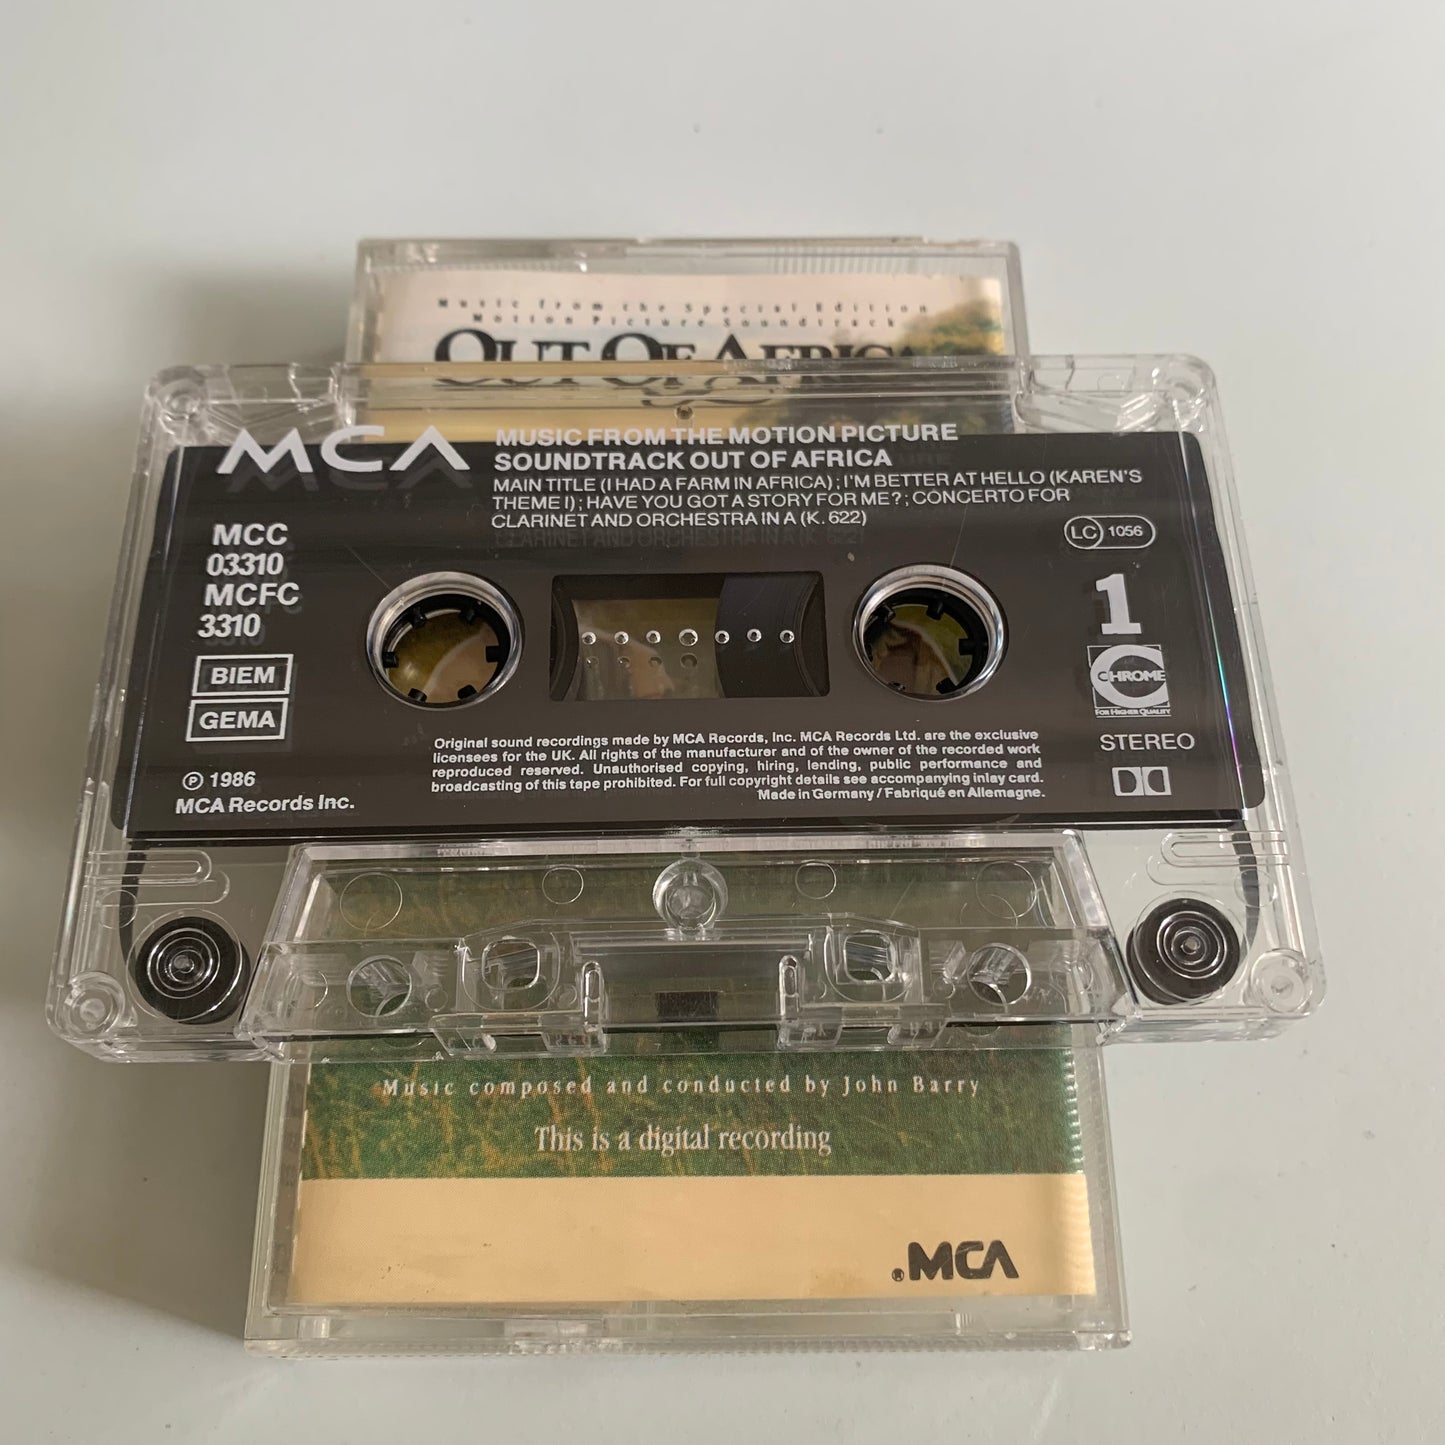 Music from the Special Edition
Motion Picture Soundtrack
OUT OF AFRICA
MCA
MUSIC FROM THE MOTION PICTURE
SOUNDTRACK OUT OF AFRICA
MAIN TITLE (I HAD A FARM IN AFRICA); I'M BETTER AT HELLO (KAREN'S
THEME I); HAVE YOU GOT A STORY FOR ME?; CONCERTO FOR
CLARINET AND ORCHESTRA IN A (K. 622)
MCC
03310
MCFC
3310
BIEM
GEMA
LC 1056
1
CHROME
FOR HIGHER QUALITY
STEREO
Original sound recordings made by MCA Records, Inc. MCA Records Ltd. are the exclusive
licensees for the UK. All rights of the manufacturer and of the owner of the recorded work
reproduced reserved. Unauthorised copying, hiring, lending, public performance and
broadcasting of this tape prohibited. For full copyright details see accompanying inlay card.
Made in Germany / Fabriqué en Allemagne.
℗ 1986
MCA Records Inc.
Music composed and conducted by John Barry
This is a digital recording
®MCA